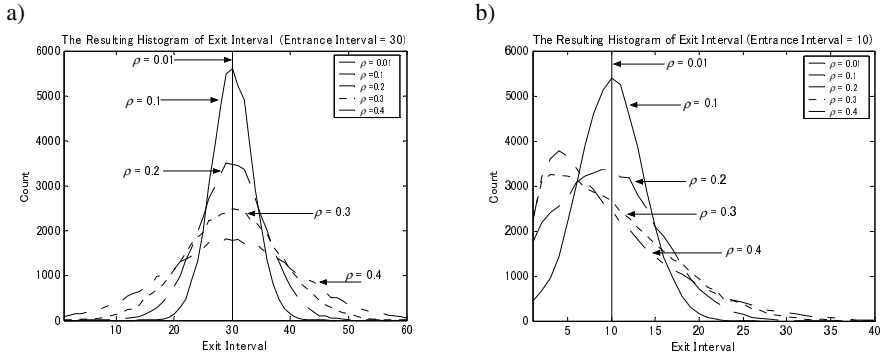 a)
The Resulting Histogram of Exit Interval (Entrance Interval = 30)
6000
5000
4000
3000
2000
1000
0
Count
10
20
30
40
50
60
Exit Interval
ρ = 0.01
ρ = 0.1
ρ = 0.2
ρ = 0.3
ρ = 0.4
ρ = 0.01
ρ =0.1
ρ = 0.2
ρ =0.3
ρ = 0.4
b)
The Resulting Histogram of Exit Interval (Entrance Interval = 10)
6000
5000
4000
3000
2000
1000
0
Count
5
10
15
20
25
30
35
40
Exit Interval
ρ = 0.01
ρ = 0.1
ρ = 0.2
ρ = 0.3
ρ = 0.4
ρ = 0.01
ρ = 0.1
ρ = 0.2
ρ = 0.3
ρ = 0.4